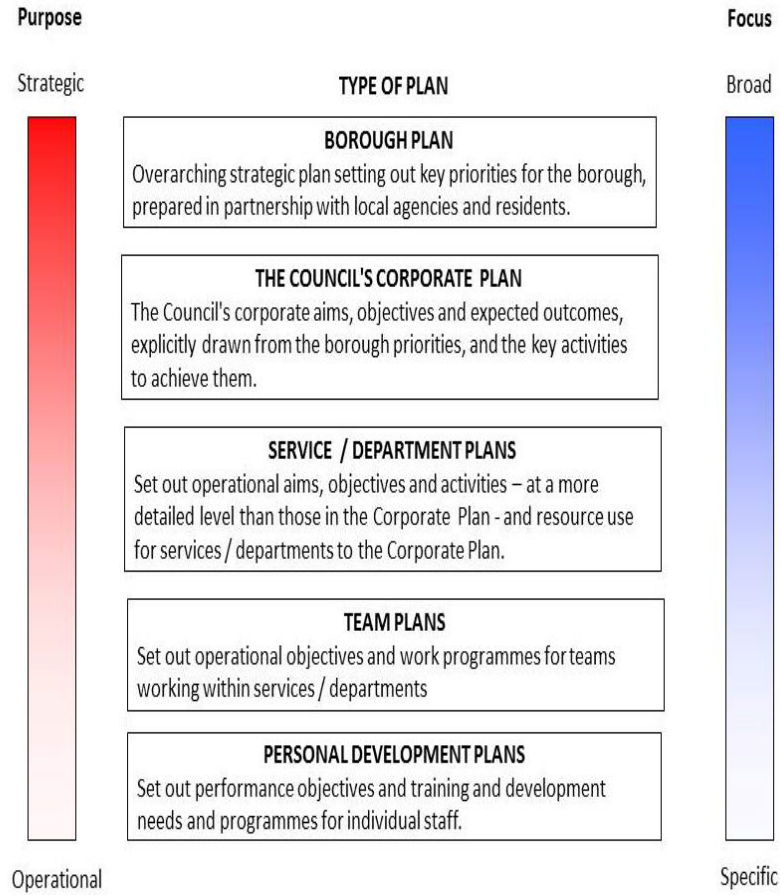 Purpose
Focus
Strategic
TYPE OF PLAN
Broad
BOROUGH PLAN
Overarching strategic plan setting out key priorities for the borough,
prepared in partnership with local agencies and residents.
THE COUNCIL'S CORPORATE PLAN
The Council's corporate aims, objectives and expected outcomes,
explicitly drawn from the borough priorities, and the key activities
to achieve them.
SERVICE / DEPARTMENT PLANS
Set out operational aims, objectives and activities – at a more
detailed level than those in the Corporate Plan - and resource use
for services / departments to the Corporate Plan.
TEAM PLANS
Set out operational objectives and work programmes for teams
working within services / departments
PERSONAL DEVELOPMENT PLANS
Set out performance objectives and training and development
needs and programmes for individual staff.
Operational
Specific